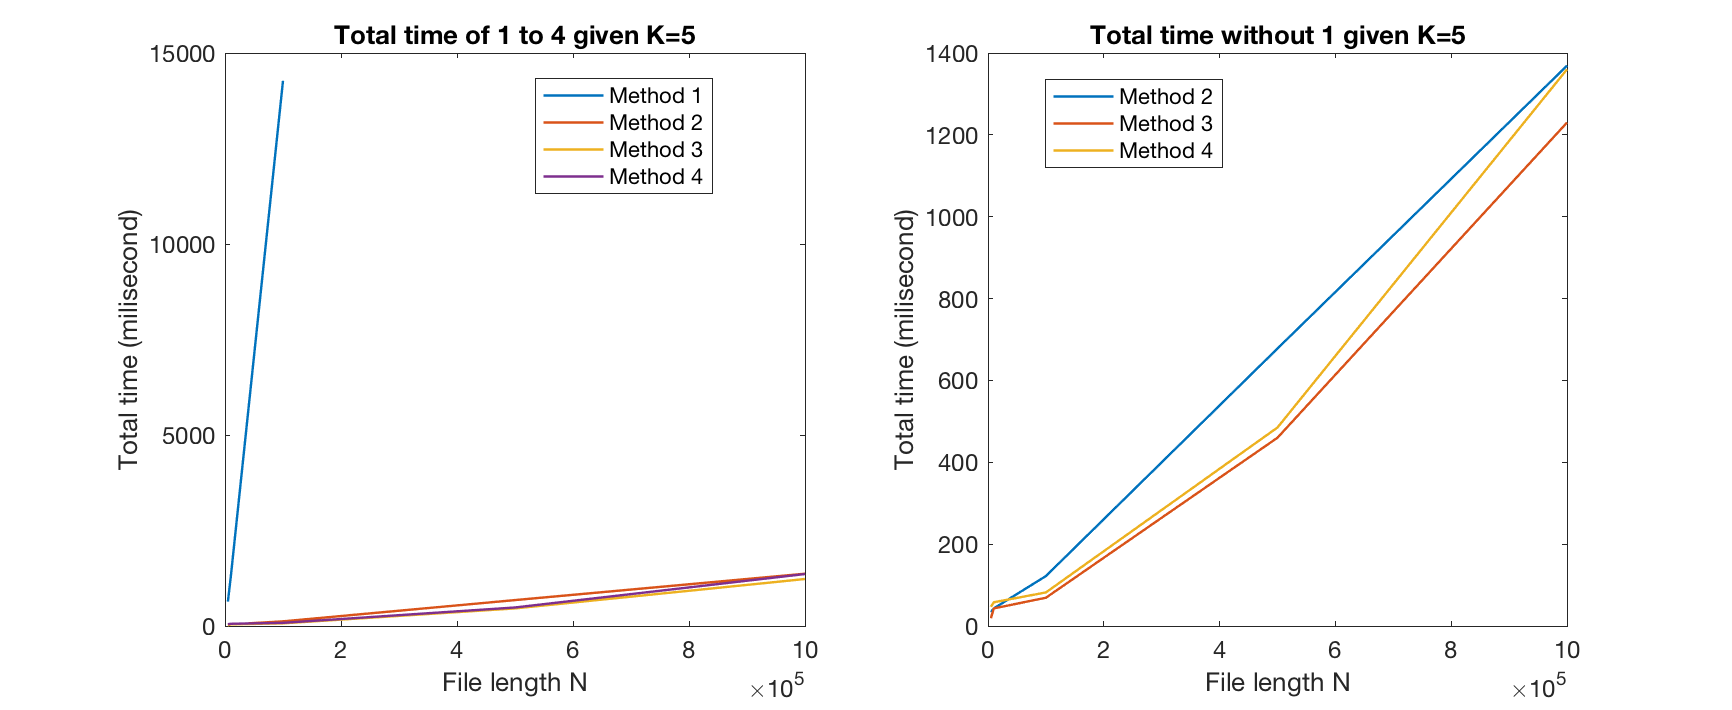 Total time of 1 to 4 given K=5
15000
10000
5000
0
Total time (milisecond)
Method 1
Method 2
Method 3
Method 4
0 2 4 6 8 10
File length N
×10^5
Total time without 1 given K=5
1400
1200
1000
800
600
400
200
0
Total time (milisecond)
Method 2
Method 3
Method 4
0 2 4 6 8 10
File length N
×10^5